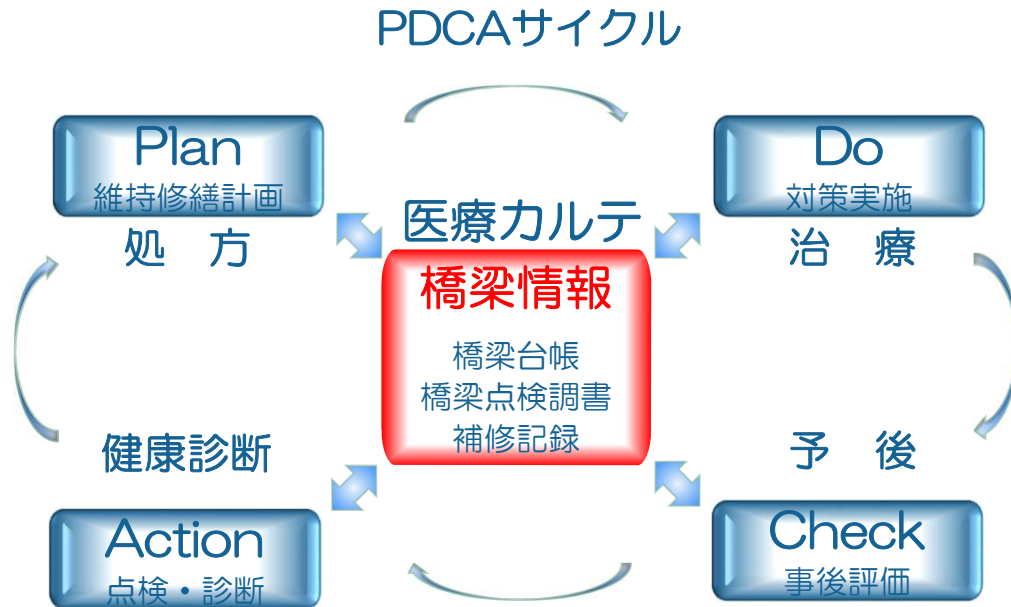 PDCAサイクル
Plan
維持修繕計画
処 方
Do
対策実施
治 療
医療カルテ
橋梁情報
橋梁台帳
橋梁点検調書
補修記録
健康診断
Action
点検・診断
予 後
Check
事後評価